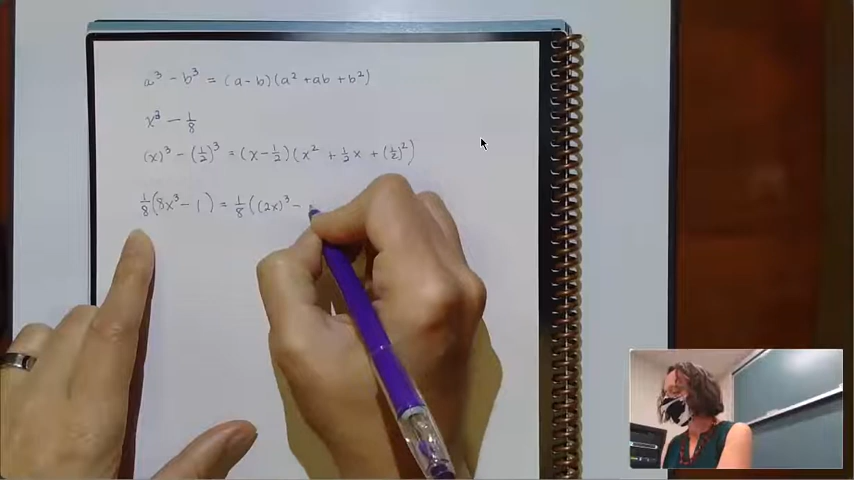 a³ - b³ = (a-b)(a² + ab + b²)
x³ - 1/8
(x)³ - (1/2)³ = (x - 1/2)(x² + 1/2 x + (1/2)²)
1/8 (8x³ - 1) = 1/8 ((2x)³ -